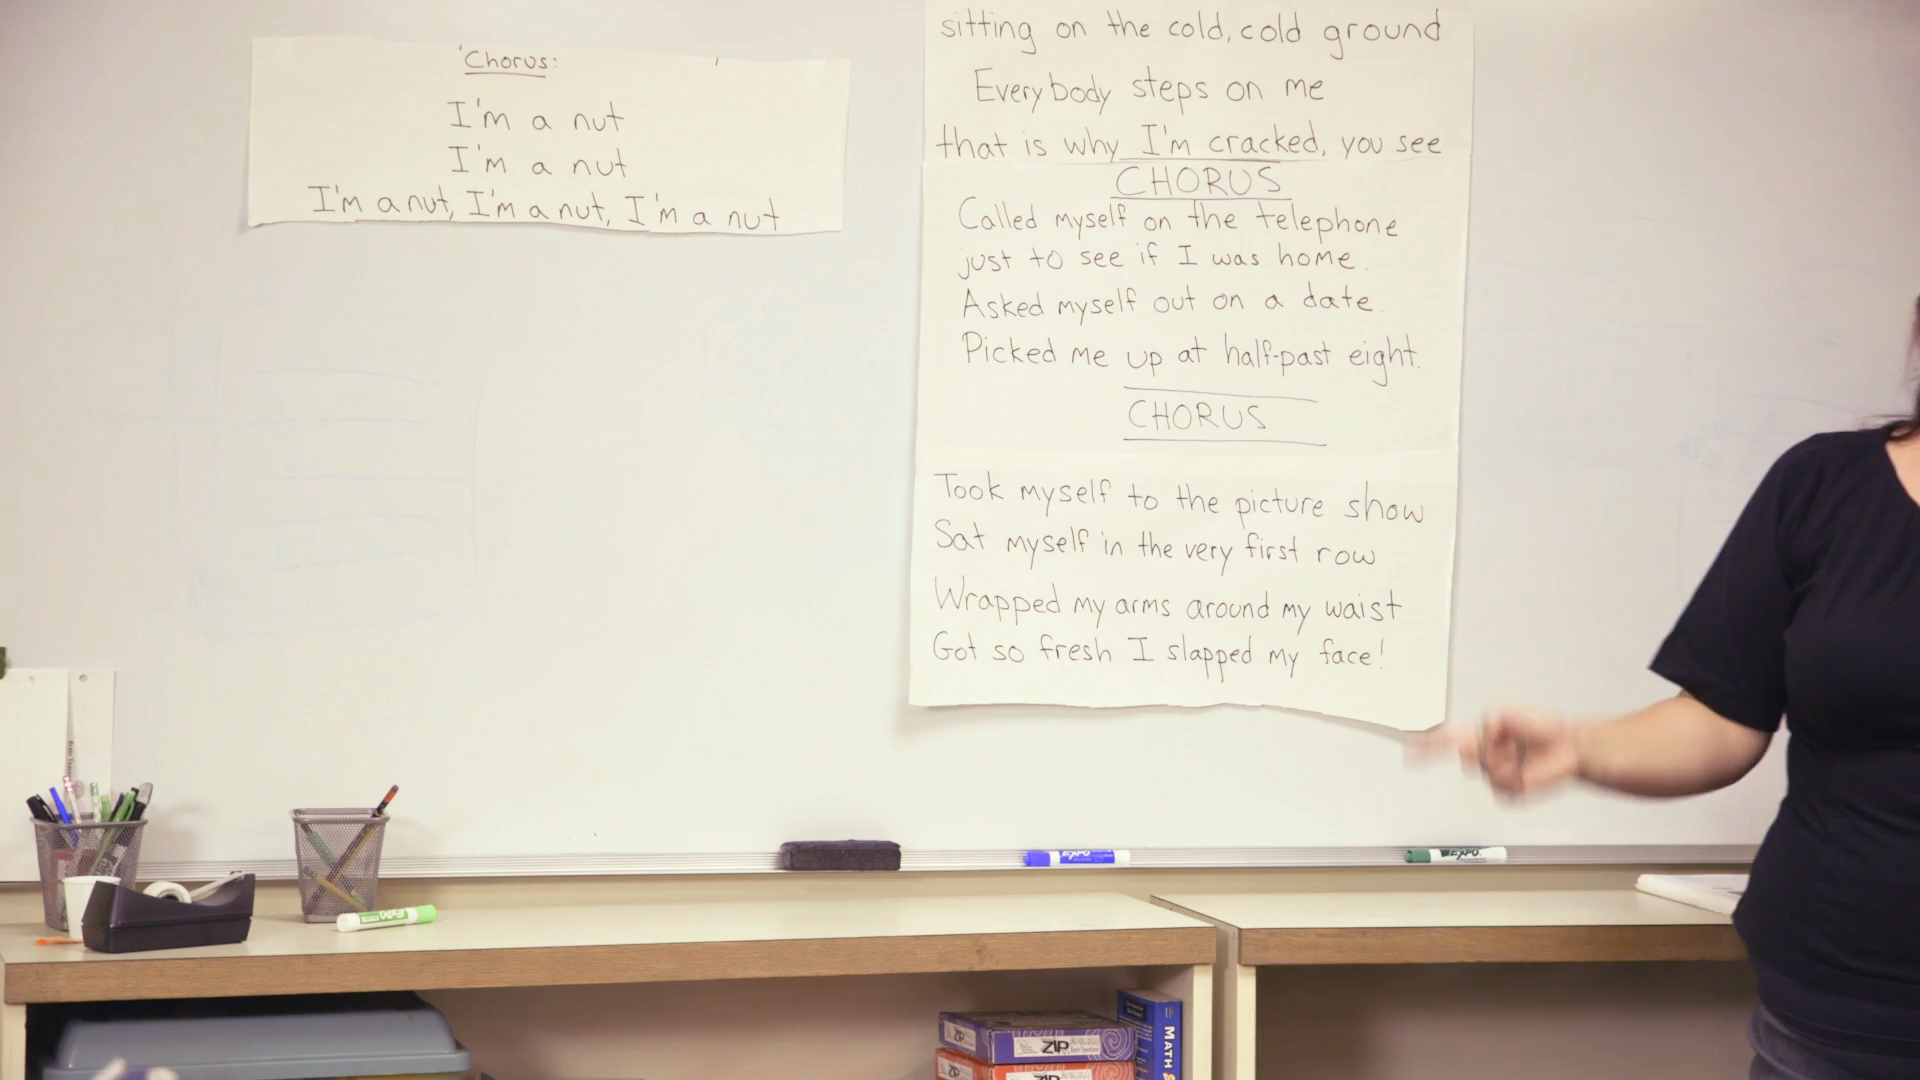 Chorus:
I'm a nut
I'm a nut
I'm a nut, I'm a nut, I'm a nut
sitting on the cold, cold ground
Everybody steps on me
that is why I'm cracked, you see
CHORUS
Called myself on the telephone
just to see if I was home.
Asked myself out on a date.
Picked me up at half-past eight.
CHORUS
Took myself to the picture show
Sat myself in the very first row
Wrapped my arms around my waist
Got so fresh I slapped my face!
EXPO
EXPO
EXPO
ZIP
ZIP
MATH